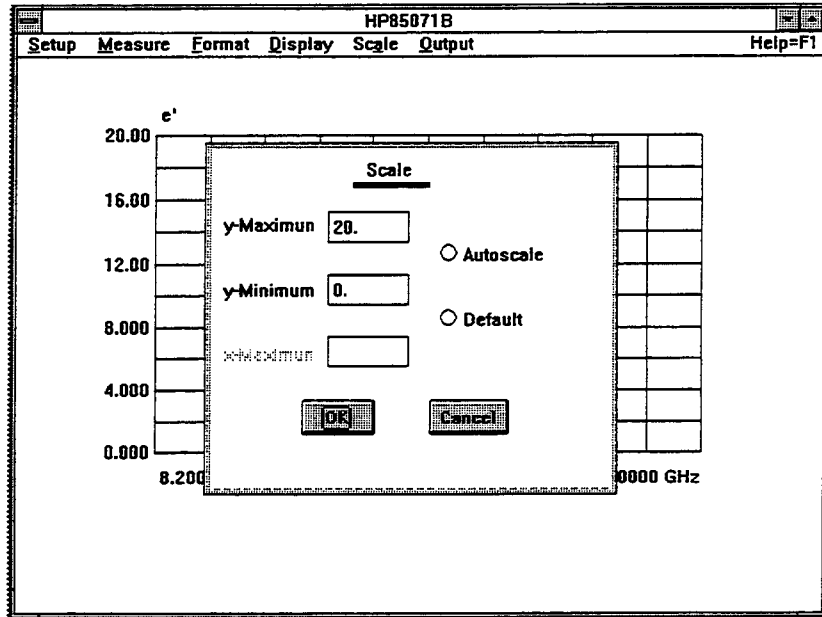 HP85071B
Setup Measure Format Display Scale Output Help=F1
e'
20.00
16.00
12.00
8.000
4.000
0.000
8.200
0000 GHz
Scale
y-Maximun 20.
Autoscale
y-Minimum 0.
Default
x-Maximun
OK Cancel